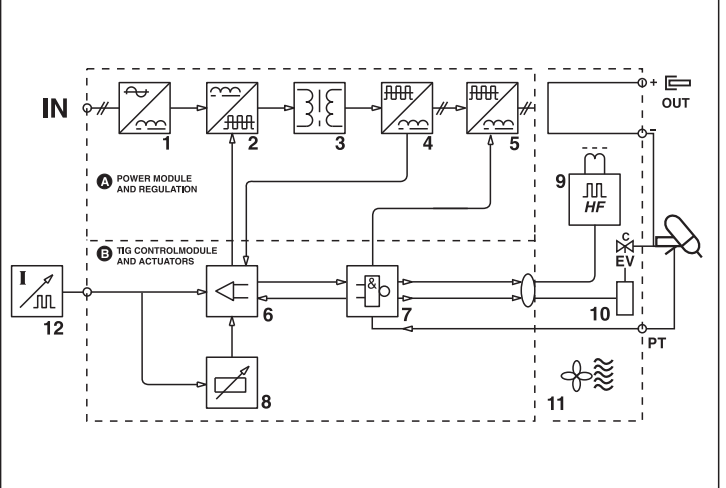 IN
1
2
3
4
5
+
OUT
-
A POWER MODULE
AND REGULATION
9
HF
B TIG CONTROLMODULE
AND ACTUATORS
C
EV
I
12
&
6
7
10
PT
8
11